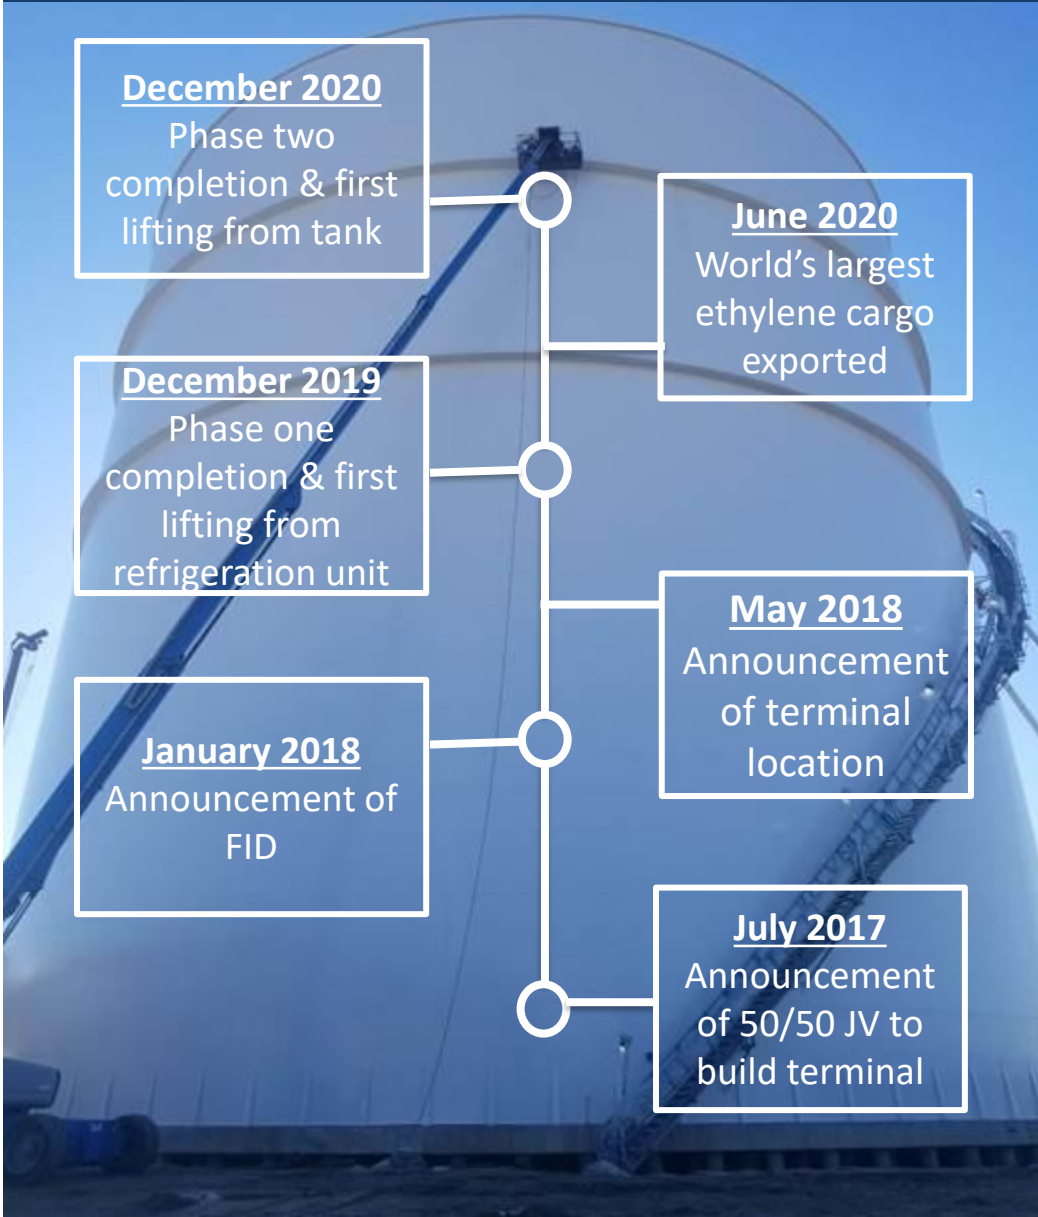 December 2020
Phase two
completion & first
lifting from tank
June 2020
World’s largest
ethylene cargo
exported
December 2019
Phase one
completion & first
lifting from
refrigeration unit
May 2018
Announcement
of terminal
location
January 2018
Announcement of
FID
July 2017
Announcement
of 50/50 JV to
build terminal